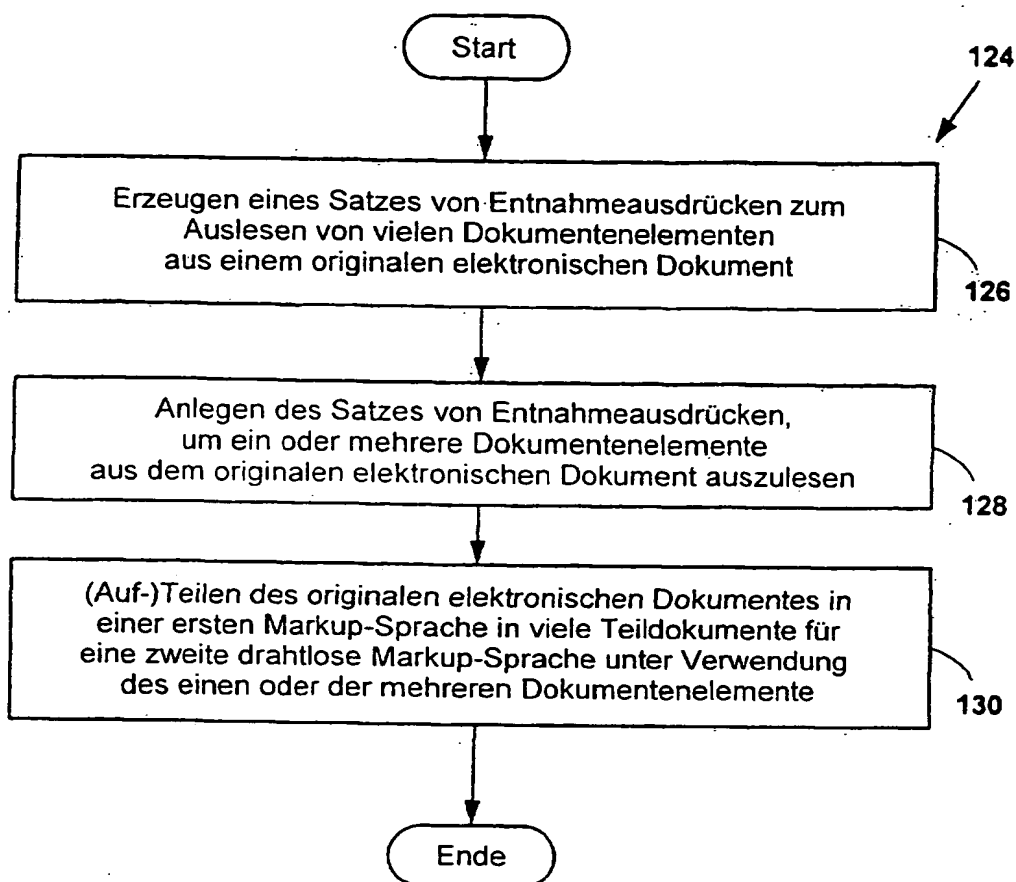 Start
124
Erzeugen eines Satzes von Entnahmeausdrücken zum
Auslesen von vielen Dokumentenelementen
aus einem originalen elektronischen Dokument
126
Anlegen des Satzes von Entnahmeausdrücken,
um ein oder mehrere Dokumentenelemente
aus dem originalen elektronischen Dokument auszulesen
128
(Auf-)Teilen des originalen elektronischen Dokumentes in
einer ersten Markup-Sprache in viele Teildokumente für
eine zweite drahtlose Markup-Sprache unter Verwendung
des einen oder der mehreren Dokumentenelemente
130
Ende